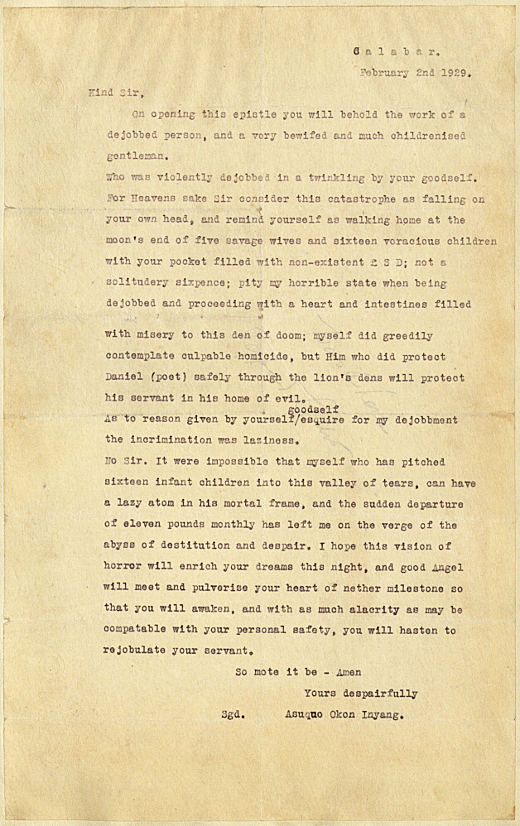 C a l a b a r.
February 2nd 1929.
Kind Sir,
On opening this epistle you will behold the work of a
dejobbed person, and a very bewifed and much childrenised
gentleman.
Who was violently dejobbed in a twinkling by your goodself.
For Heavens sake Sir consider this catastrophe as falling on
your own head, and remind yourself as walking home at the
moon's end of five savage wives and sixteen voracious children
with your pocket filled with non-existent £ S D; not a
solitudery sixpence; pity my horrible state when being
dejobbed and proceeding with a heart and intestines filled
with misery to this den of doom; myself did greedily
contemplate culpable homicide, but Him who did protect
Daniel (poet) safely through the lion's dens will protect
his servant in his home of evil.
goodself
As to reason given by yourself/esquire for my dejobbment
the incrimination was laziness.
No Sir. It were impossible that myself who has pitched
sixteen infant children into this valley of tears, can have
a lazy atom in his mortal frame, and the sudden departure
of eleven pounds monthly has left me on the verge of the
abyss of destitution and despair. I hope this vision of
horror will enrich your dreams this night, and good Angel
will meet and pulverise your heart of nether milestone so
that you will awaken, and with as much alacrity as may be
compatable with your personal safety, you will hasten to
rejobulate your servant.
So mote it be - Amen
Yours despairfully
Sgd. Asuquo Okon Inyang.